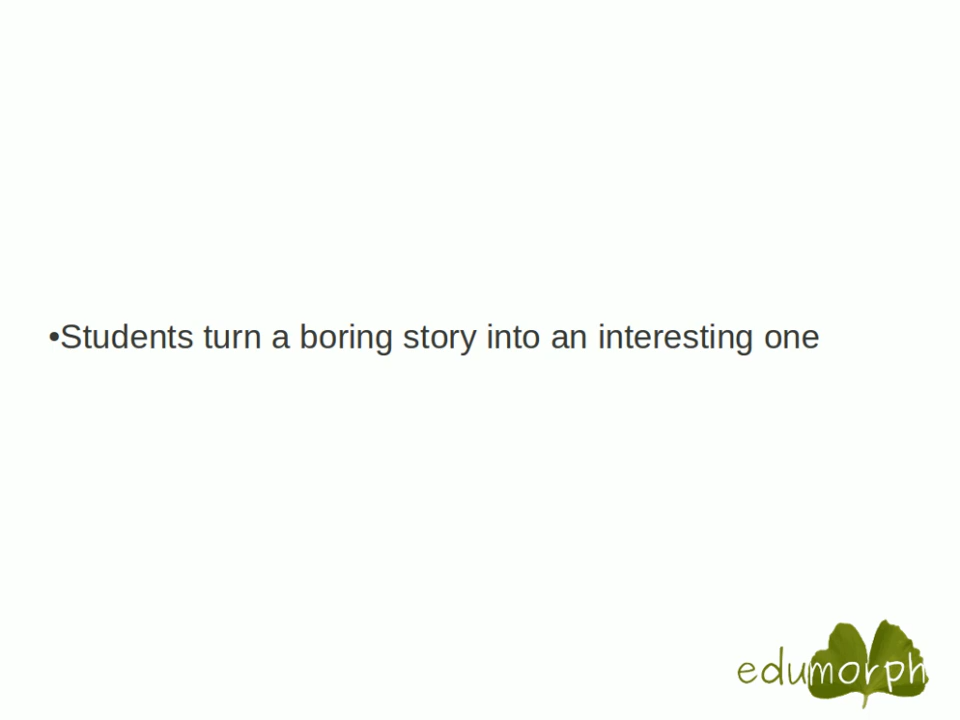 •Students turn a boring story into an interesting one
edumorph